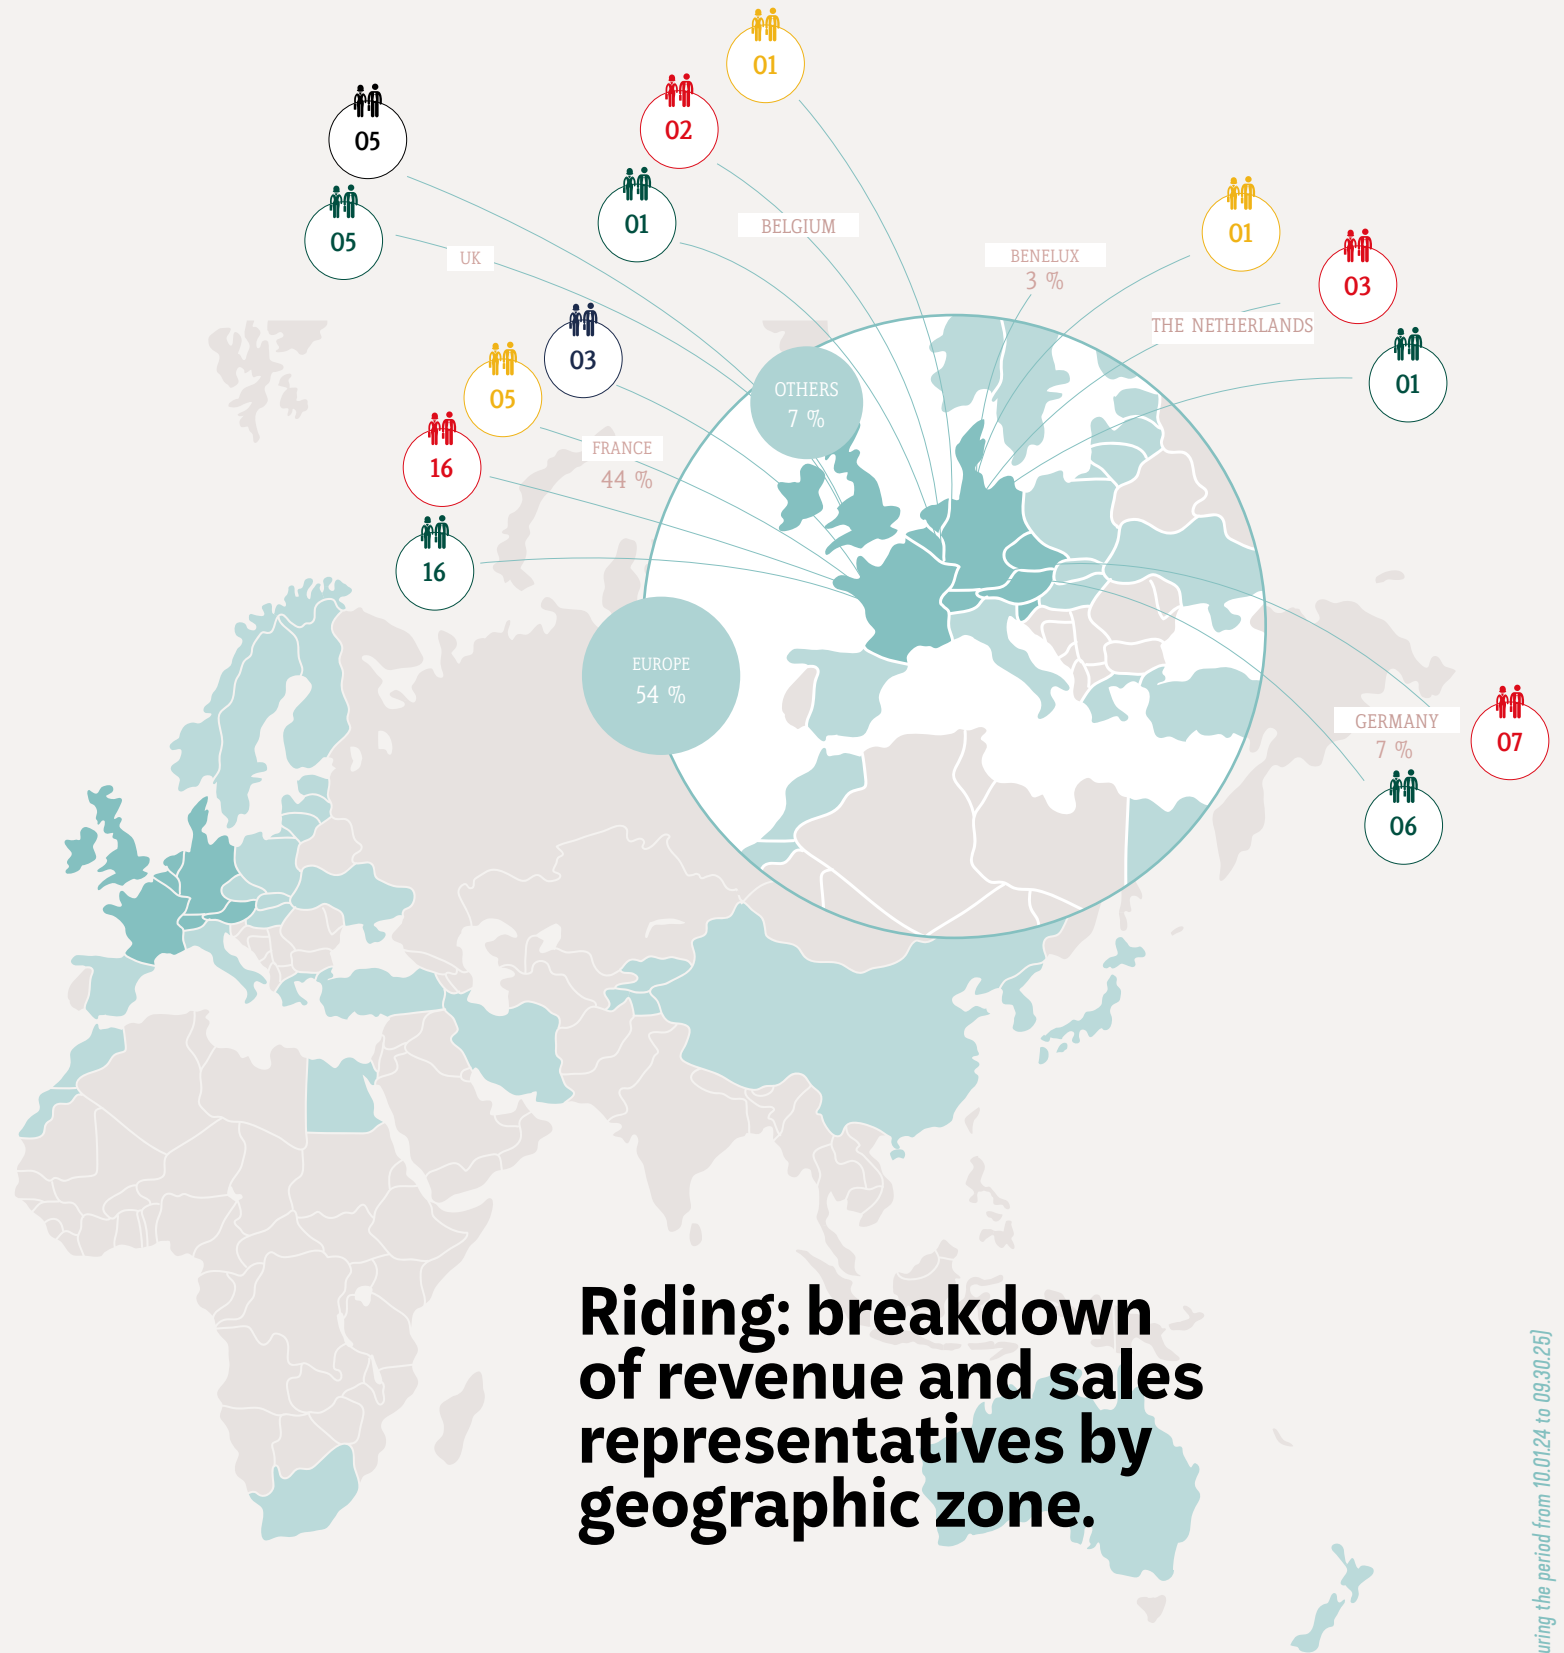 01
02
01
BELGIUM
05
05
UK
03
05
16
16
FRANCE
44 %
BENELUX
3 %
01
03
THE NETHERLANDS
01
OTHERS
7 %
EUROPE
54 %
GERMANY
7 %
07
06
Riding: breakdown
of revenue and sales
representatives by
geographic zone.
uring the period from 10.01.24 to 09.30.25)